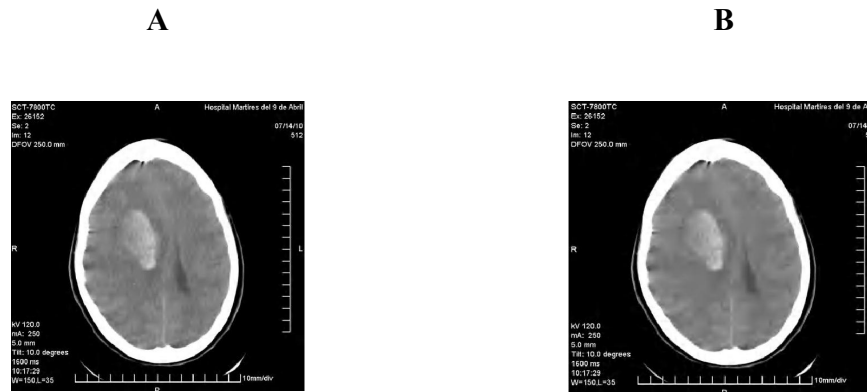 A
B
SCT-7800TC
Ex: 26152
Se: 2
Im: 12
DFOV 250.0 mm
A
Hospital Martires del 9 de Abril
07/14/10
512
R
L
kV 120.0
mA: 250
5.0 mm
Tilt: 10.0 degrees
1600 ms
10:17:29
W=150,L=35
10mm/div
P
SCT-7800TC
Ex: 26152
Se: 2
Im: 12
DFOV 250.0 mm
A
Hospital Martires del 9 de A
07/14
5
R
kV 120.0
mA: 250
5.0 mm
Tilt: 10.0 degrees
1600 ms
10:17:29
W=150,L=35
10mm/div